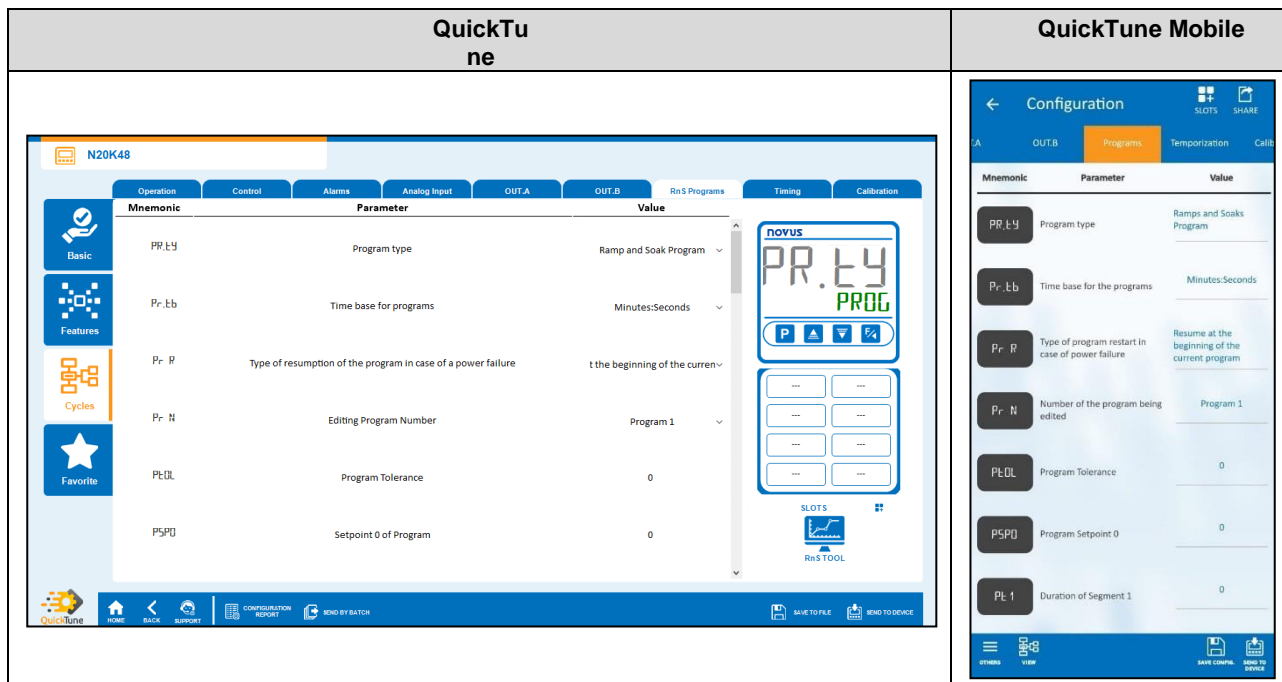 QuickTu
ne
QuickTune Mobile
N20K48
Operation Control Alarms Analog Input OUT.A OUT.B RnS Programs Timing Calibration
Mnemonic Parameter Value
Basic
Features
Cycles
Favorite
PR.tY Program type Ramp and Soak Program
Pr.tb Time base for programs Minutes:Seconds
Pr R Type of resumption of the program in case of a power failure t the beginning of the curren
Pr N Editing Program Number Program 1
PtOL Program Tolerance 0
PSP0 Setpoint 0 of Program 0
novus
PR.tY
PROG
P F/
--- ---
--- ---
--- ---
--- ---
SLOTS
RnS TOOL
QuickTune
HOME BACK SUPPORT
CONFIGURATION
REPORT
SEND BY BATCH
SAVE TO FILE SEND TO DEVICE
Configuration
SLOTS SHARE
.A OUT.B Programs Temporization Calib
Mnemonic Parameter Value
PR.tY Program type
Ramps and Soaks
Program
Pr.tb Time base for the programs Minutes:Seconds
Pr R
Type of program restart in
case of power failure
Resume at the
beginning of the
current program
Pr N
Number of the program being
edited
Program 1
PtOL Program Tolerance 0
PSP0 Program Setpoint 0 0
Pt 1 Duration of Segment 1 0
OTHERS VIEW
SAVE CONFIG.
SEND TO
DEVICE